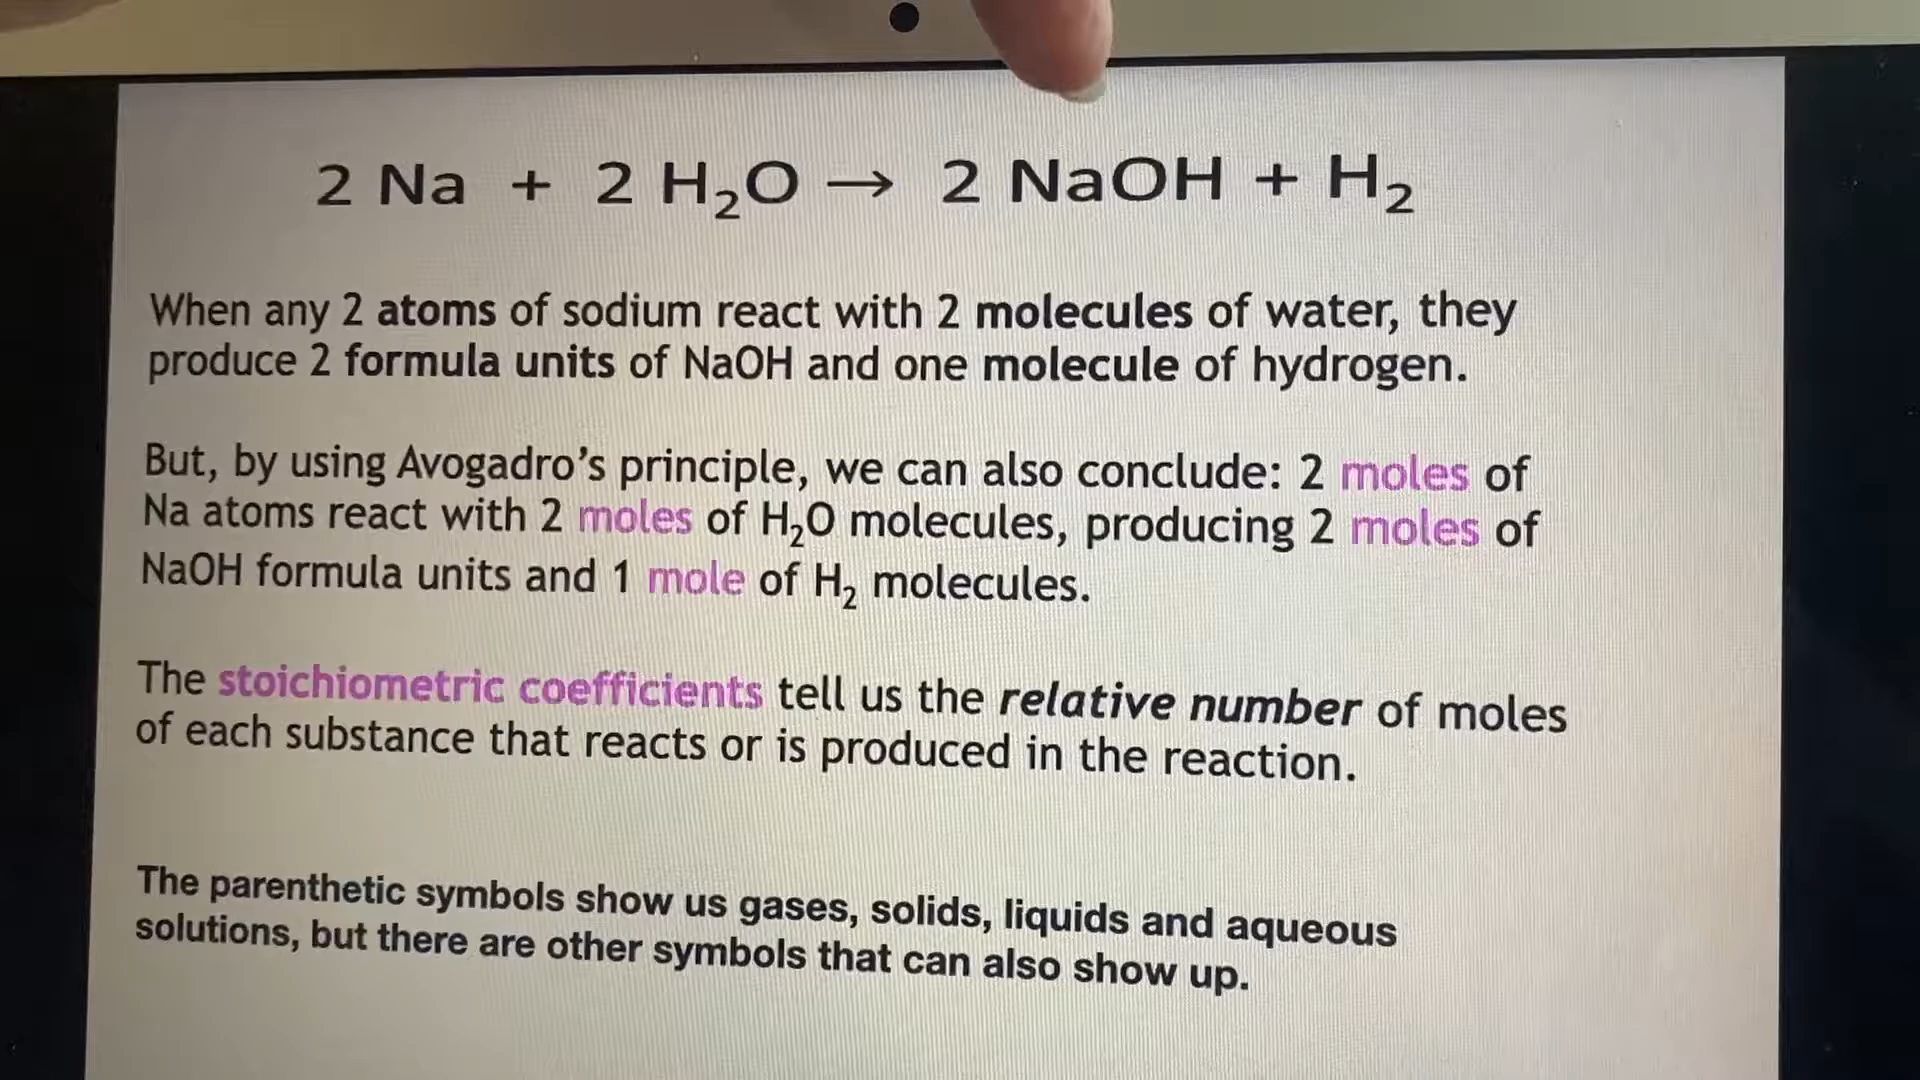 2 Na + 2 H₂O → 2 NaOH + H₂
When any 2 atoms of sodium react with 2 molecules of water, they
produce 2 formula units of NaOH and one molecule of hydrogen.
But, by using Avogadro’s principle, we can also conclude: 2 moles of
Na atoms react with 2 moles of H₂O molecules, producing 2 moles of
NaOH formula units and 1 mole of H₂ molecules.
The stoichiometric coefficients tell us the relative number of moles
of each substance that reacts or is produced in the reaction.
The parenthetic symbols show us gases, solids, liquids and aqueous
solutions, but there are other symbols that can also show up.